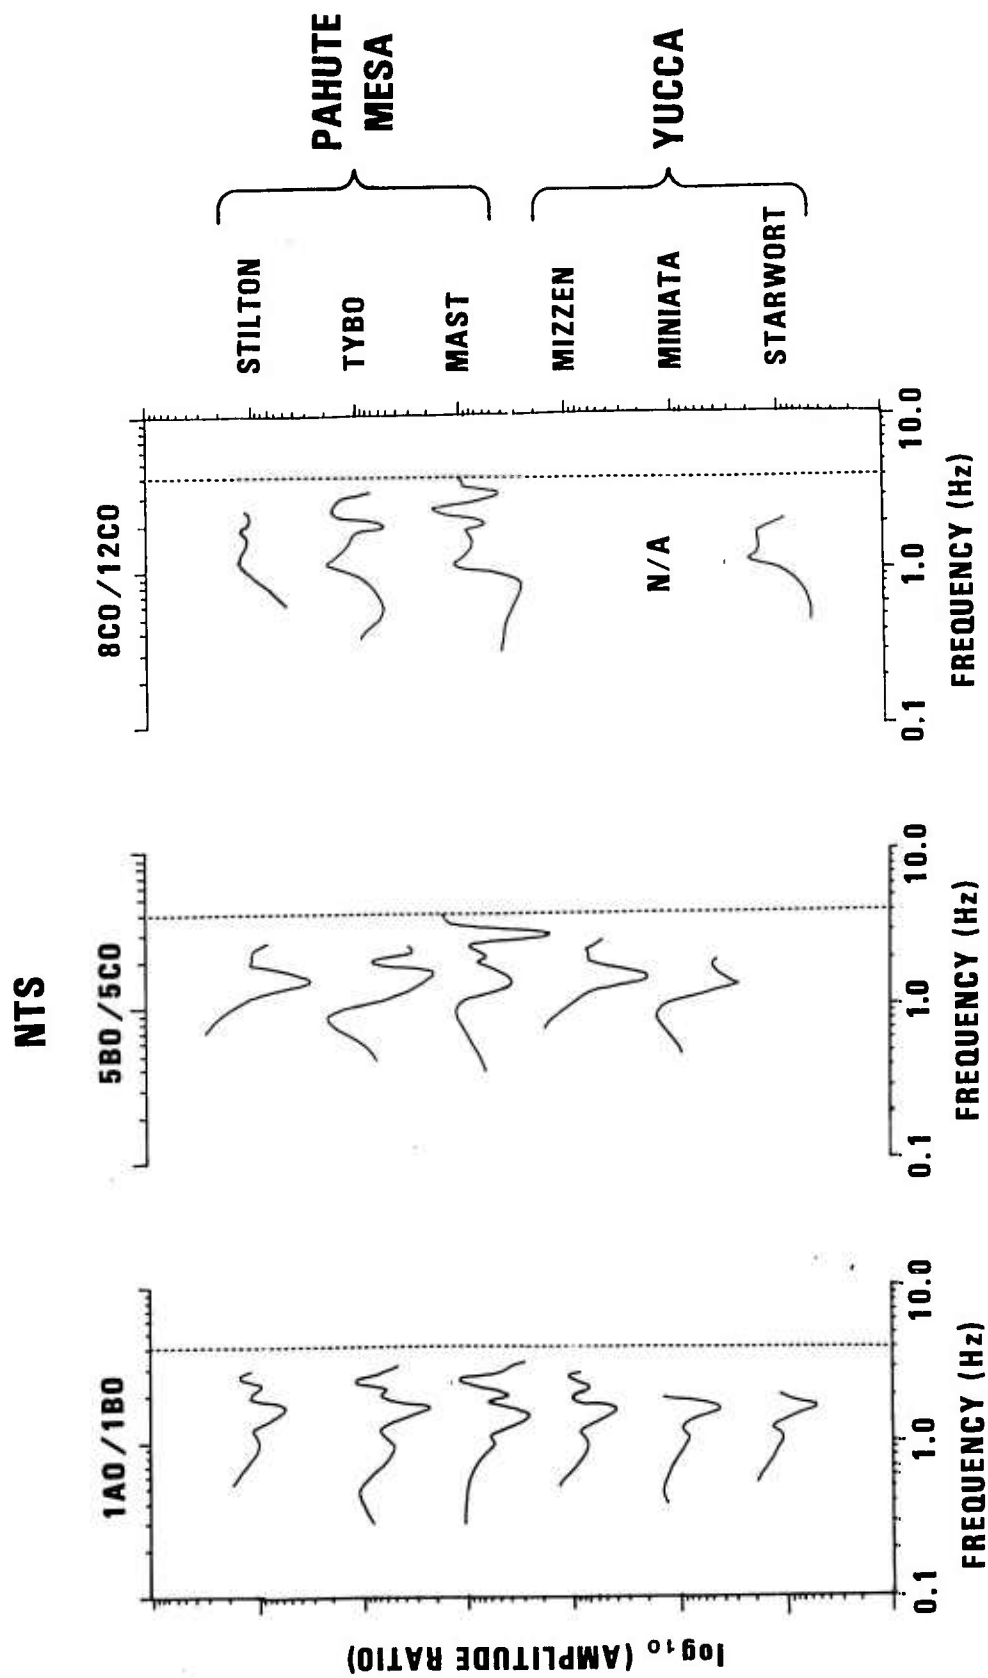 NTS
1A0/1B0
5B0/5C0
8C0/12C0
STILTON
TYBO
MAST
MIZZEN
MINIATA
STARWORT
PAHUTE
MESA
YUCCA
N/A
log₁₀ (AMPLITUDE RATIO)
0.1 1.0 10.0
FREQUENCY (Hz)
0.1 1.0 10.0
FREQUENCY (Hz)
0.1 1.0 10.0
FREQUENCY (Hz)